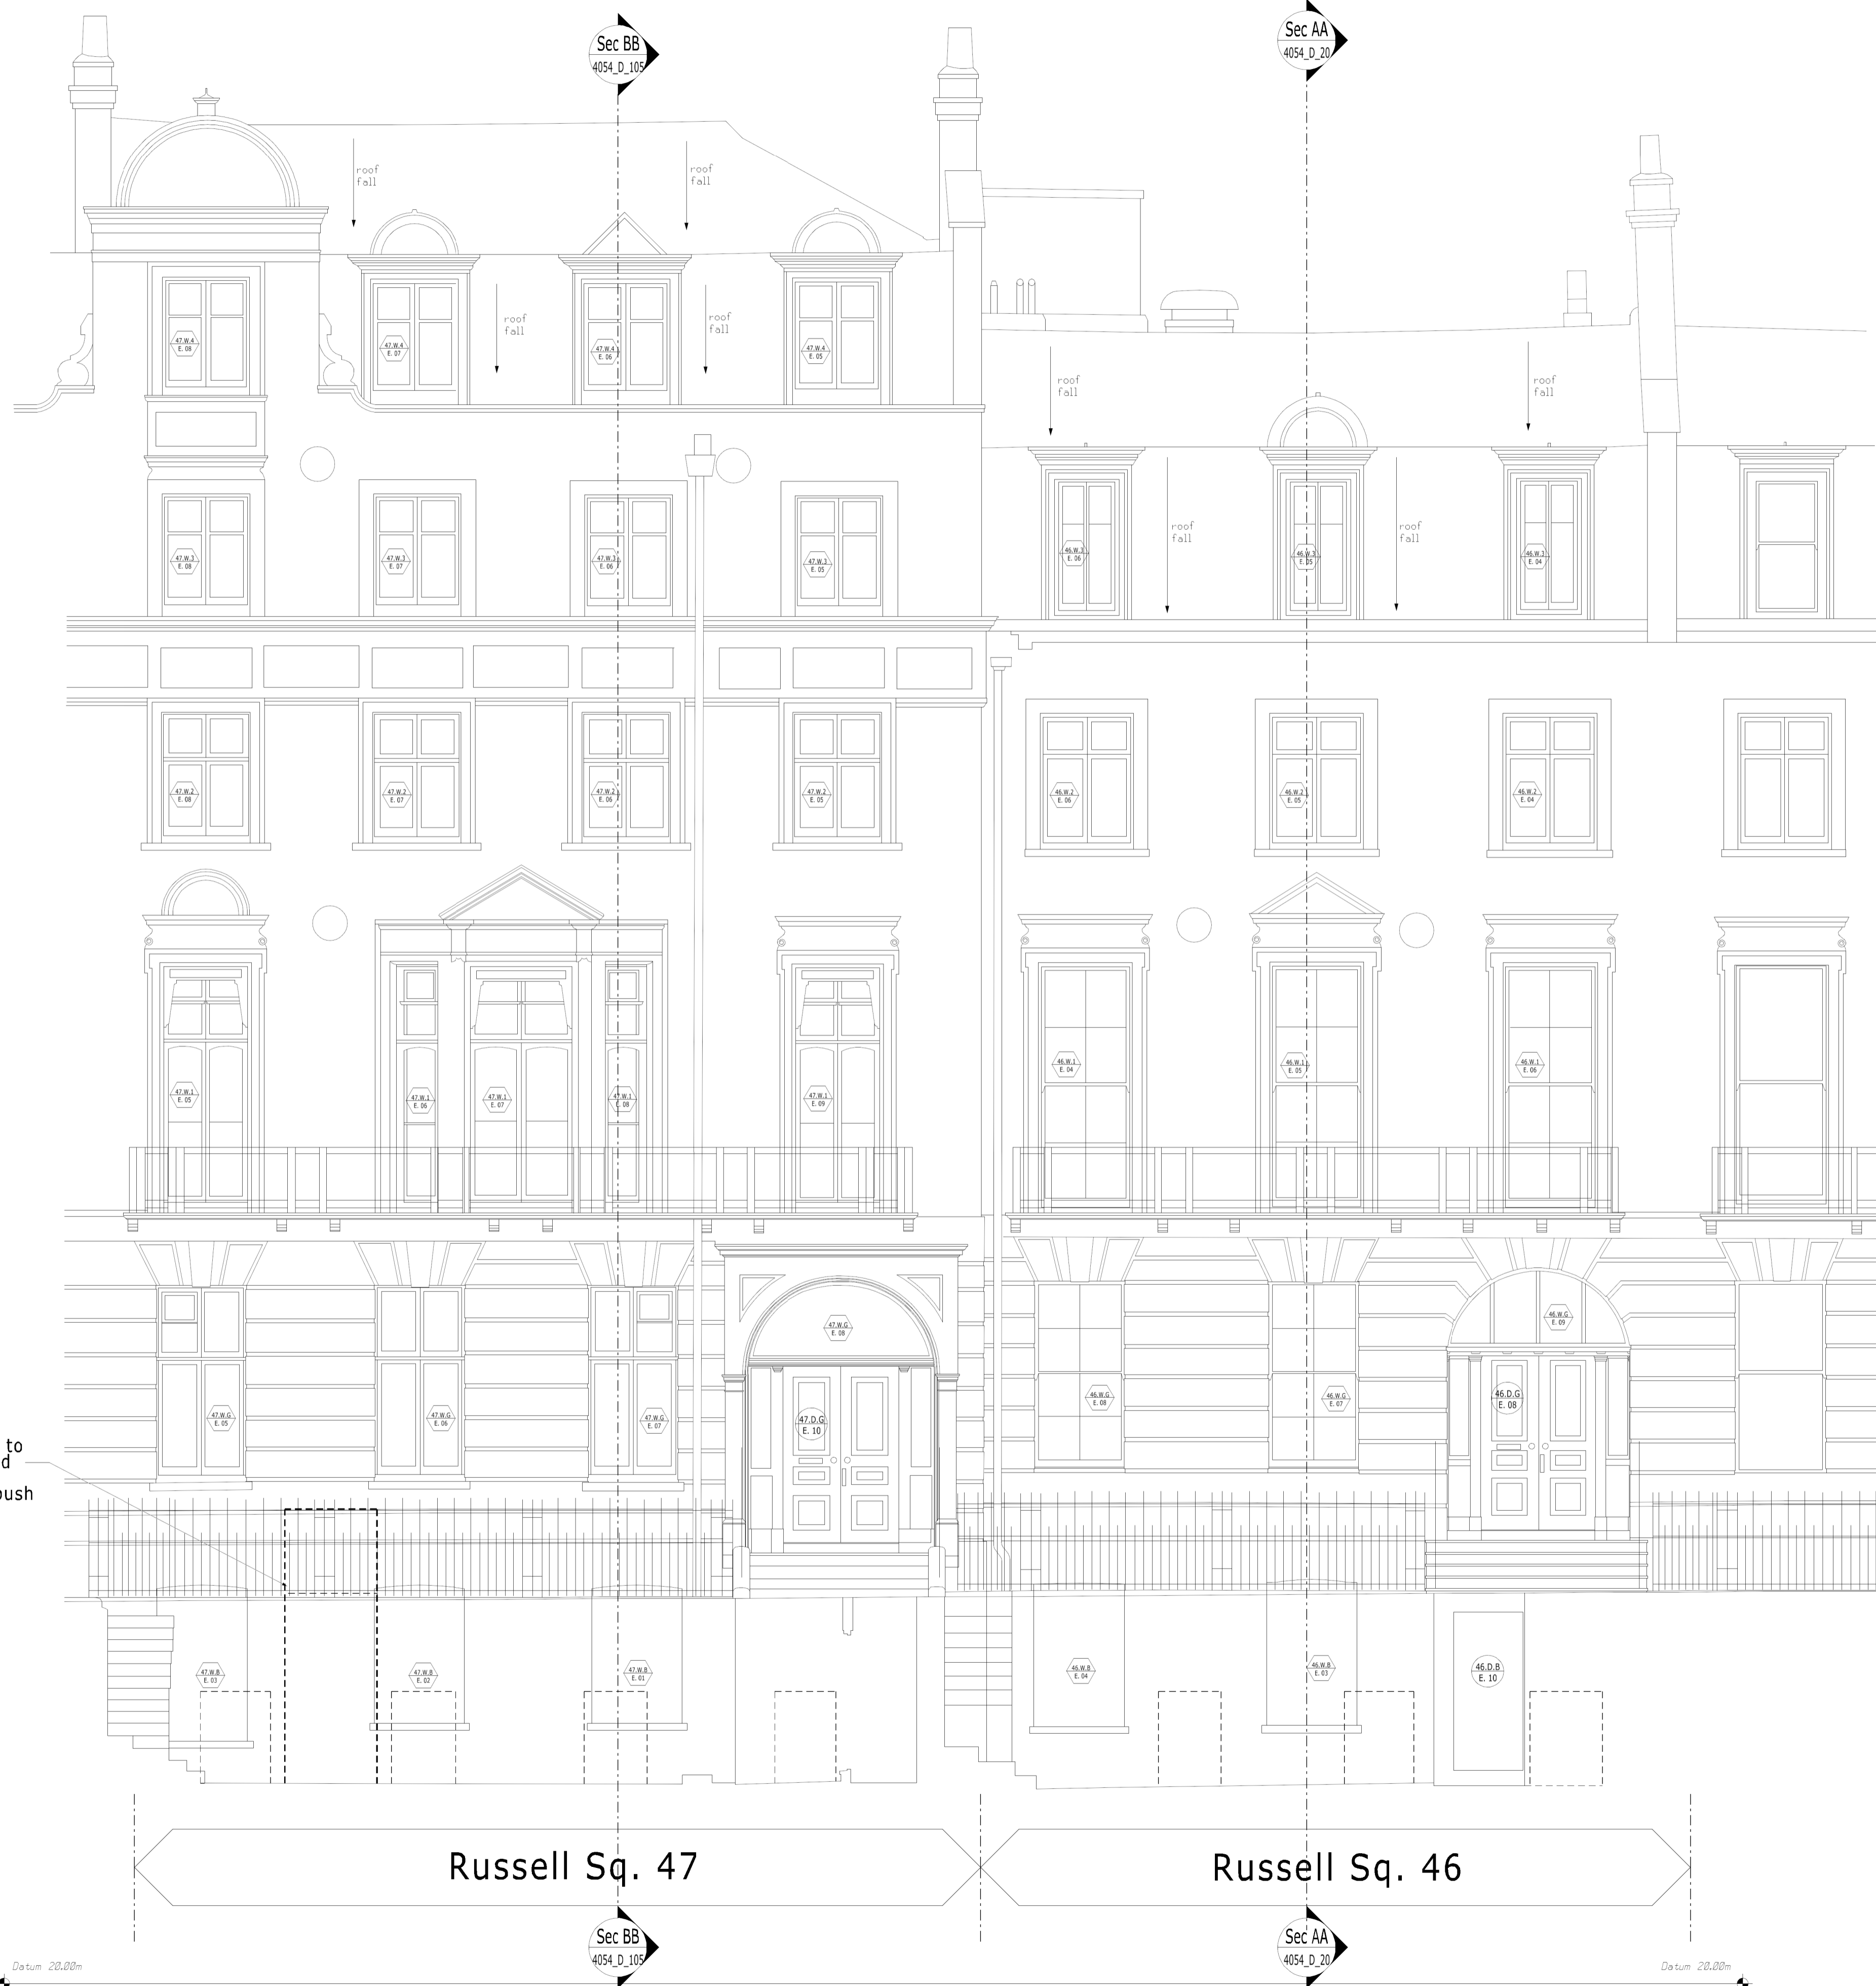 Sec BB
4054_D_105
Sec AA
4054_D_20
roof
fall
roof
fall
roof
fall
roof
fall
47.W.4
E. 08
47.W.4
E. 07
47.W.4
E. 06
47.W.4
E. 05
roof
fall
roof
fall
roof
fall
roof
fall
47.W.3
E. 08
47.W.3
E. 07
47.W.3
E. 06
47.W.3
E. 05
46.W.3
E. 06
46.W.3
E. 05
46.W.3
E. 04
47.W.2
E. 08
47.W.2
E. 07
47.W.2
E. 06
47.W.2
E. 05
46.W.2
E. 06
46.W.2
E. 05
46.W.2
E. 04
47.W.1
E. 05
47.W.1
E. 06
47.W.1
E. 07
47.W.1
E. 08
47.W.1
E. 09
46.W.1
E. 04
46.W.1
E. 05
46.W.1
E. 06
47.W.G
E. 08
46.W.G
E. 09
47.W.G
E. 05
47.W.G
E. 06
47.W.G
E. 07
47.D.G
E. 10
46.W.G
E. 08
46.W.G
E. 07
46.D.G
E. 08
to
d
oush
47.W.B
E. 03
47.W.B
E. 02
47.W.B
E. 01
46.W.B
E. 04
46.W.B
E. 03
46.D.B
E. 10
Russell Sq. 47
Russell Sq. 46
Sec BB
4054_D_105
Sec AA
4054_D_20
Datum 20.00m
Datum 20.00m